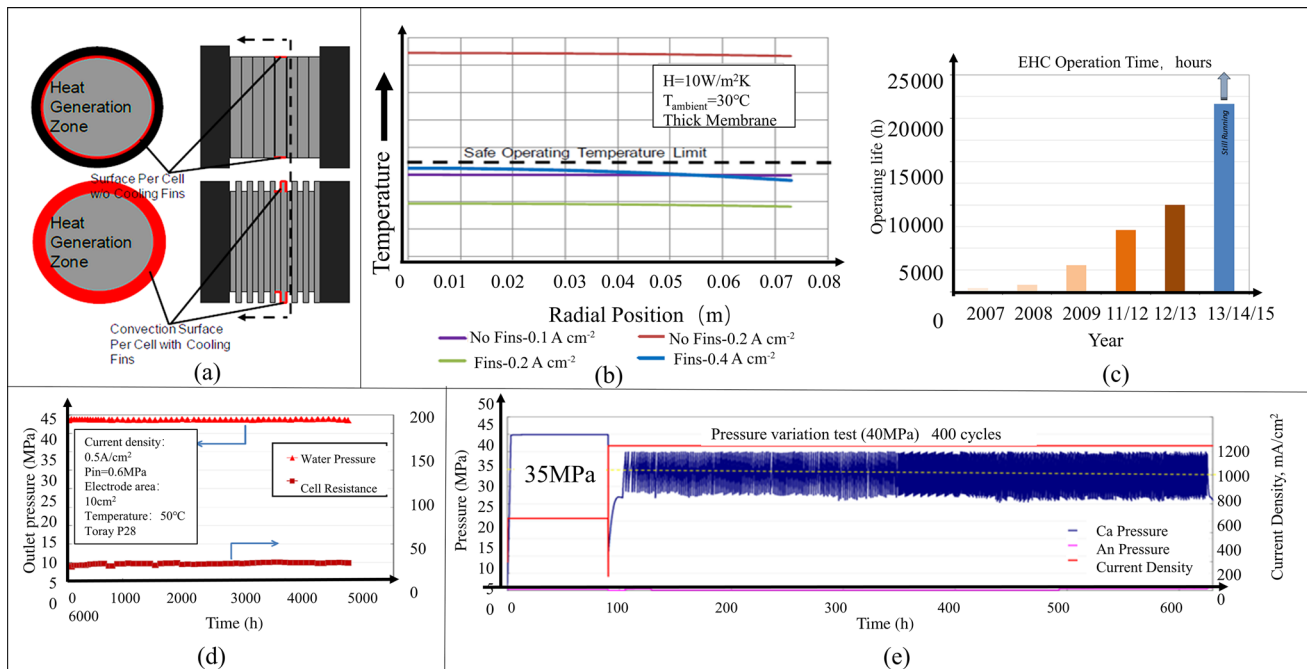 Heat
Generation
Zone
Surface Per Cell
w/o Cooling Fins
Heat
Generation
Zone
Convection Surface
Per Cell with Cooling
Fins
(a)
Temperature
H=10W/m²K
Tambient=30℃
Thick Membrane
Safe Operating Temperature Limit
0 0.01 0.02 0.03 0.04 0.05 0.06 0.07 0.08
Radial Position (m)
No Fins-0.1 A cm-2
No Fins-0.2 A cm-2
Fins-0.2 A cm-2
Fins-0.4 A cm-2
(b)
EHC Operation Time, hours
Operating life (h)
25000
20000
15000
10000
5000
0
Still Running
2007 2008 2009 11/12 12/13 13/14/15
Year
(c)
Outlet pressure (MPa)
45
45
35
30
25
20
15
10
5
Current density:
0.5A/cm²
Pin=0.6MPa
Electrode area:
10cm²
Temperature: 50℃
Toray P28
Water Pressure
Cell Resistance
200
150
100
50
0
0 1000 2000 3000 4000 5000
6000
Time (h)
(d)
Pressure (MPa)
50
45
40
35
30
25
20
15
10
5
35MPa
Pressure variation test (40MPa) 400 cycles
Ca Pressure
An Pressure
Current Density
1200
1000
800
600
400
200
0
Current Density, mA/cm²
0 100 200 300 400 500 600
Time (h)
(e)